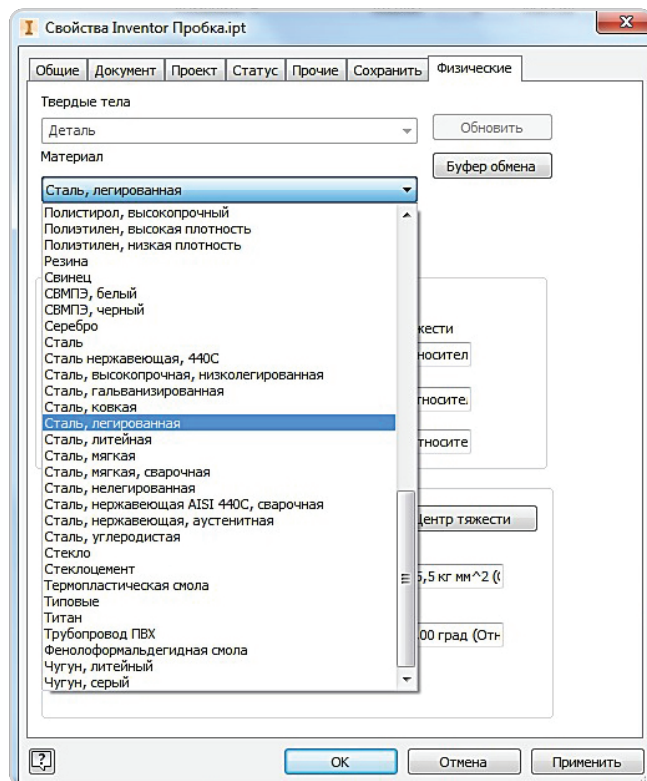 I Свойства Inventor Пробка.ipt
Общие Документ Проект Статус Прочие Сохранить Физические
Твердые тела
Деталь Обновить
Материал
Буфер обмена
Сталь, легированная
Полистирол, высокопрочный
Полиэтилен, высокая плотность
Полиэтилен, низкая плотность
Резина
Свинец
СВМПЭ, белый
СВМПЭ, черный
Серебро
Сталь
Сталь нержавеющая, 440C
Сталь, высокопрочная, низколегированная
Сталь, гальванизированная
Сталь, ковкая
Сталь, легированная
Сталь, литейная
Сталь, мягкая
Сталь, мягкая, сварочная
Сталь, нелегированная
Сталь, нержавеющая AISI 440C, сварочная
Сталь, нержавеющая, аустенитная
Сталь, углеродистая
Стекло
Стеклоцемент
Термопластическая смола
Типовые
Титан
Трубопровод ПВХ
Фенолоформальдегидная смола
Чугун, литейный
Чугун, серый
жести
носител
тносите
тносите
Центр тяжести
5,5 кг мм^2 (
00 град (Отн
OK Отмена Применить